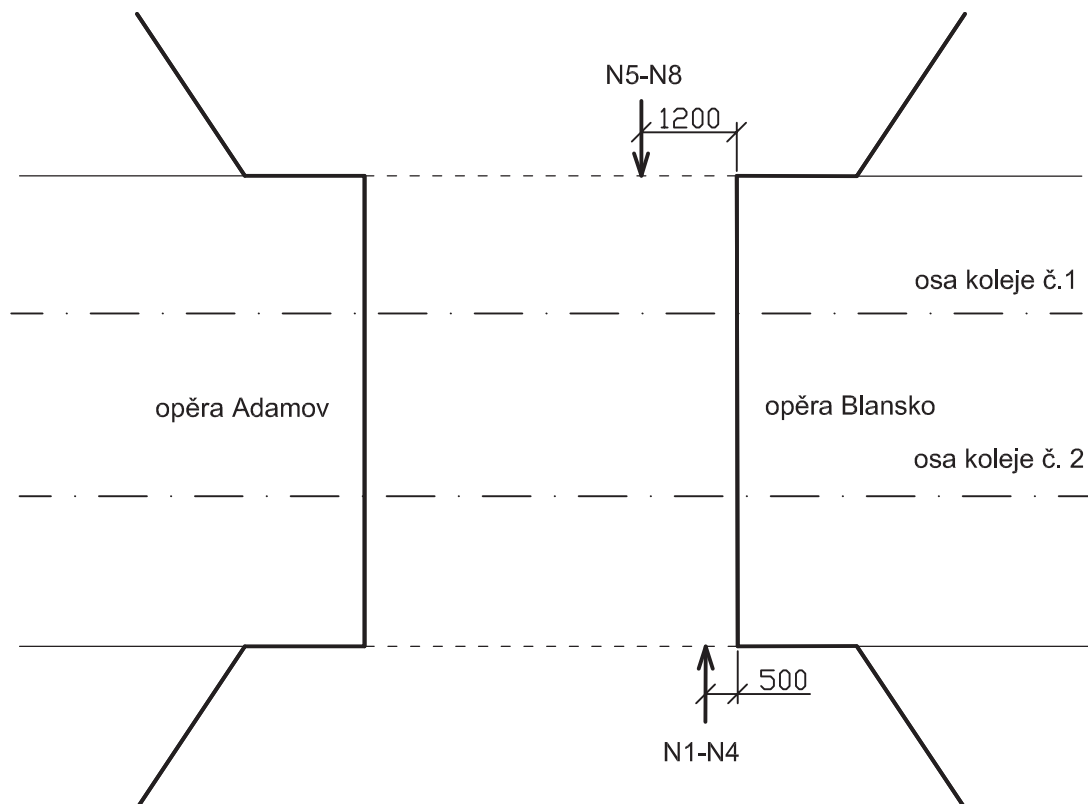 N5-N8
1200
osa koleje č.1
opěra Adamov
opěra Blansko
osa koleje č. 2
500
N1-N4